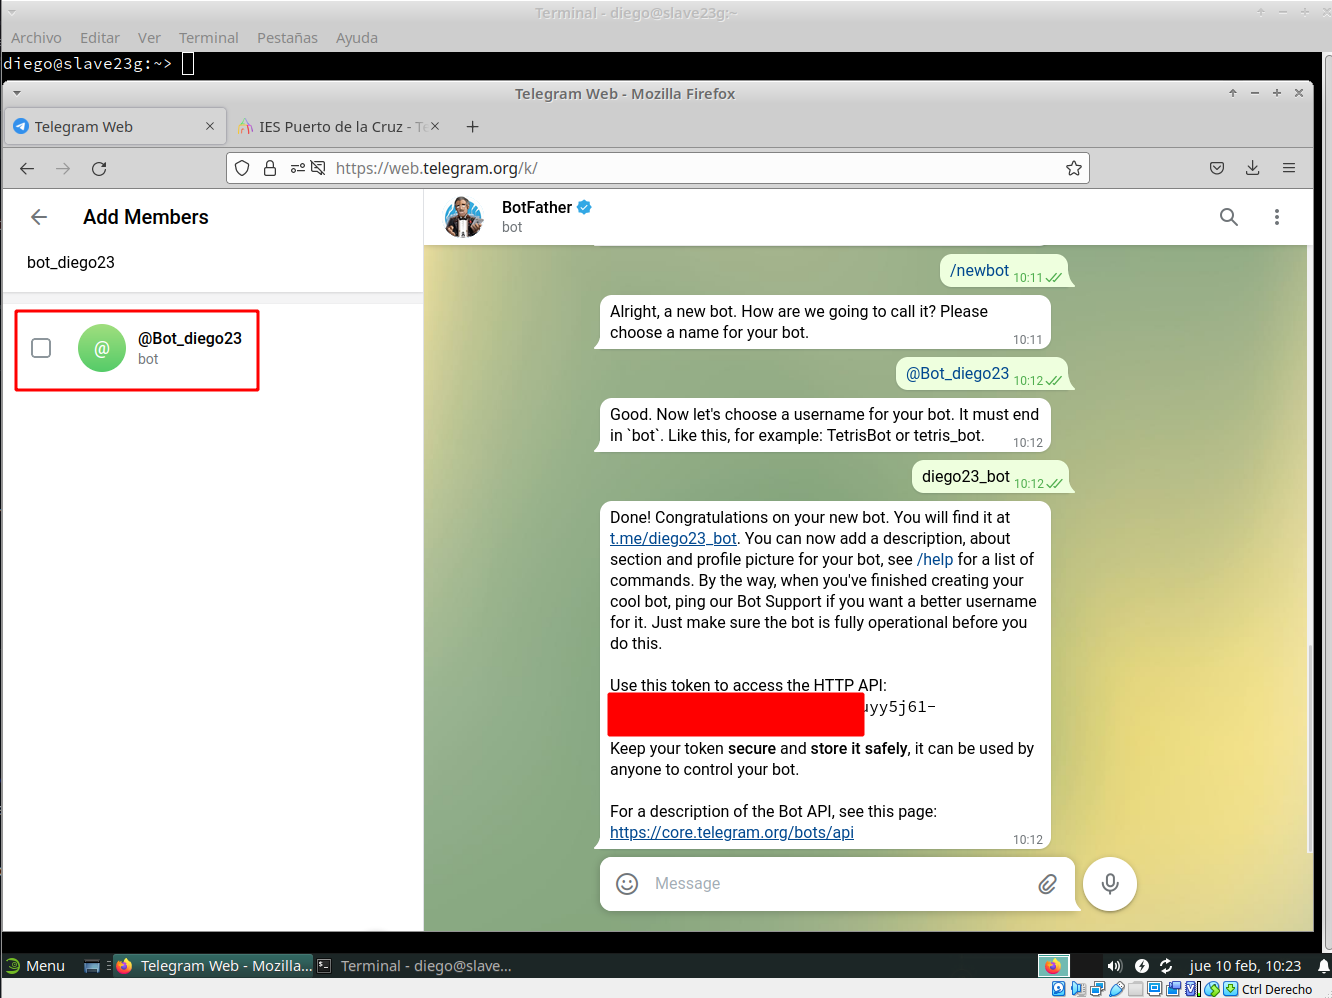 Terminal - diego@slave23g:~
Archivo Editar Ver Terminal Pestañas Ayuda
diego@slave23g:~>
Telegram Web - Mozilla Firefox
Telegram Web
IES Puerto de la Cruz - Te
https://web.telegram.org/k/
Add Members
bot_diego23
@
@Bot_diego23
bot
BotFather
bot
/newbot 10:11
Alright, a new bot. How are we going to call it? Please
choose a name for your bot.
10:11
@Bot_diego23 10:12
Good. Now let's choose a username for your bot. It must end
in `bot`. Like this, for example: TetrisBot or tetris_bot.
10:12
diego23_bot 10:12
Done! Congratulations on your new bot. You will find it at
t.me/diego23_bot. You can now add a description, about
section and profile picture for your bot, see /help for a list of
commands. By the way, when you've finished creating your
cool bot, ping our Bot Support if you want a better username
for it. Just make sure the bot is fully operational before you
do this.
Use this token to access the HTTP API:
uyy5j61-
Keep your token secure and store it safely, it can be used by
anyone to control your bot.
For a description of the Bot API, see this page:
https://core.telegram.org/bots/api
10:12
Message
Menu
Telegram Web - Mozilla...
Terminal - diego@slave...
jue 10 feb, 10:23
Ctrl Derecho